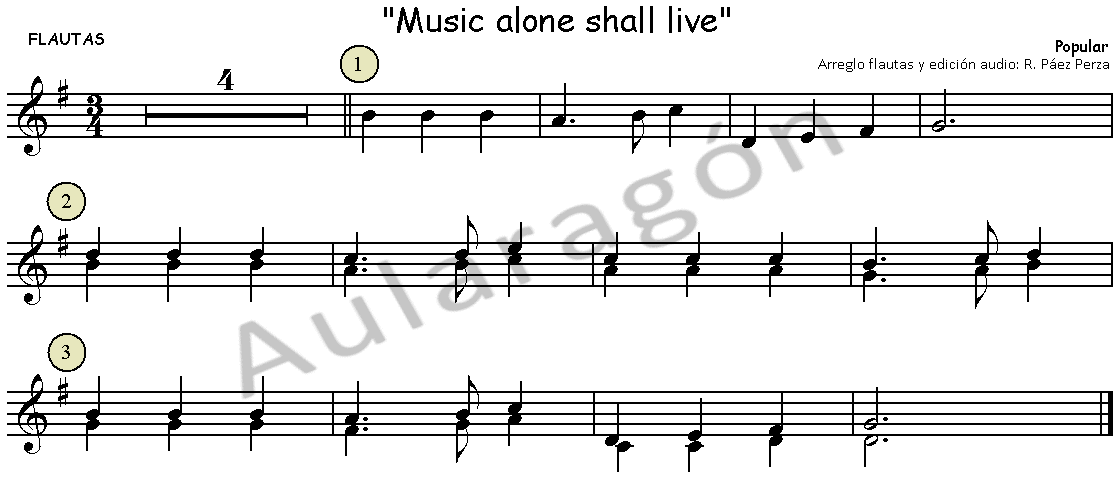 "Music alone shall live"
FLAUTAS
Popular
Arreglo flautas y edición audio: R. Páez Perza
4
1
3
4
2
3
Aularagón